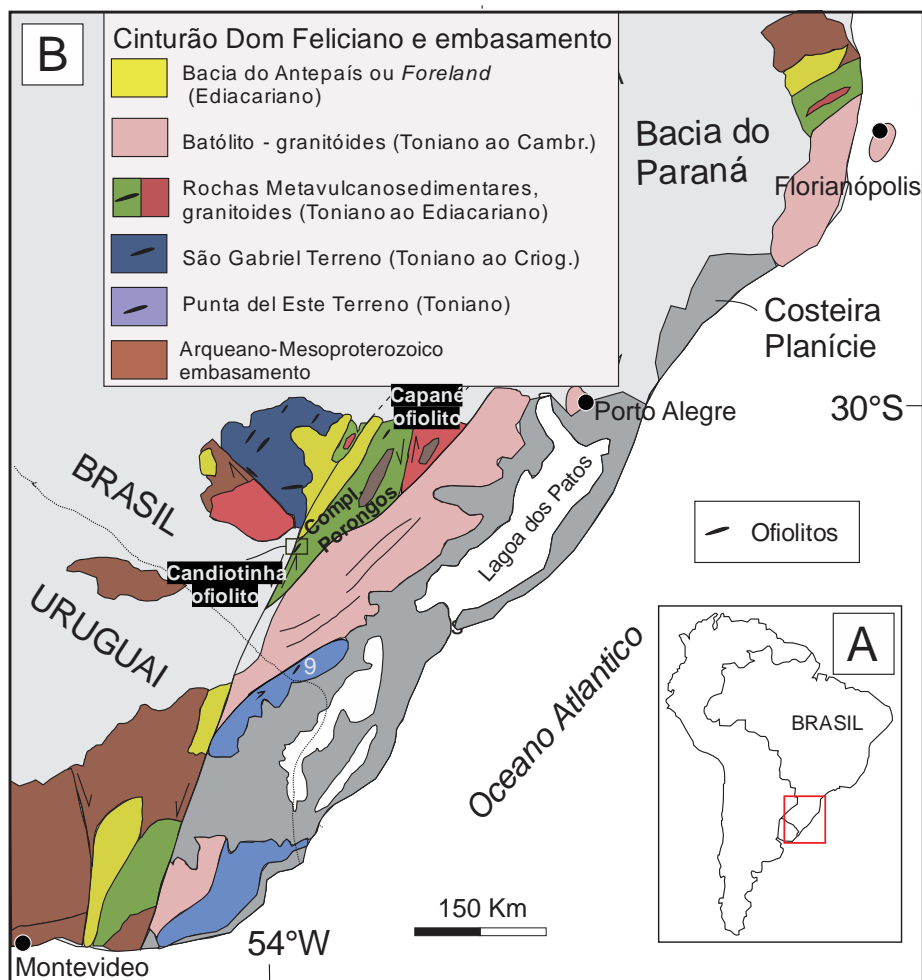 B
Cinturão Dom Feliciano e embasamento
Bacia do Antepaís ou Foreland
(Ediacariano)
Batólito - granitóides (Toniano ao Cambr.)
Rochas Metavulcanosedimentares,
granitoides (Toniano ao Ediacariano)
São Gabriel Terreno (Toniano ao Criog.)
Punta del Este Terreno (Toniano)
Arqueano-Mesoproterozoico
embasamento
Bacia do
Paraná
Florianópolis
Costeira
Planície
Capané
ofiolito
Porto Alegre
30°S
BRASIL
URUGUAI
Compl.
Porongos
Lagoa dos Patos
Candiotinha
ofiolito
Ofiolitos
9
Oceano Atlantico
A
BRASIL
150 Km
54°W
Montevideo